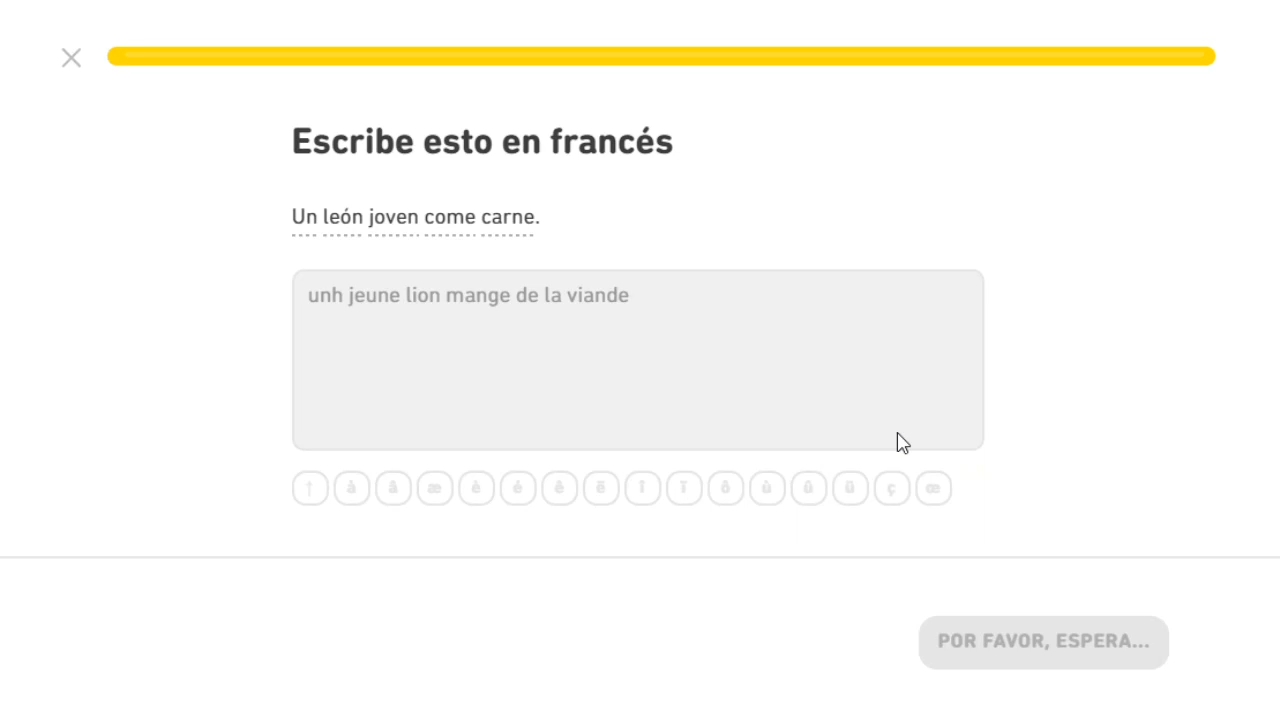 Escribe esto en francés
Un león joven come carne.
unh jeune lion mange de la viande
↑ à â æ è é ê ë î ï ô ù û ü ç œ
POR FAVOR, ESPERA...